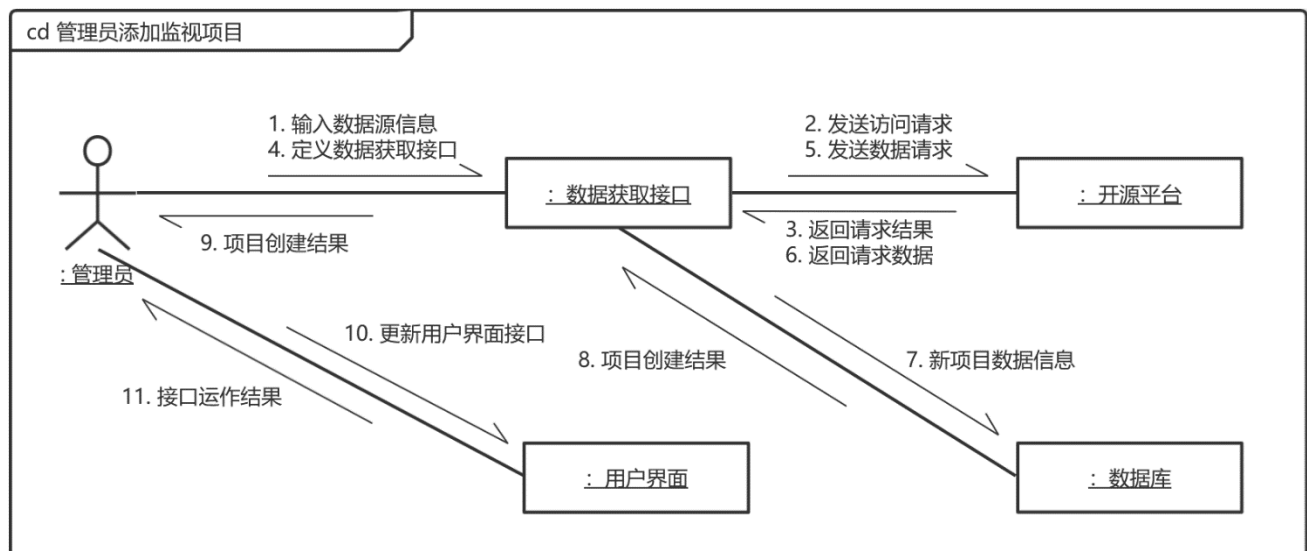 cd 管理员添加监视项目
1. 输入数据源信息
4. 定义数据获取接口
2. 发送访问请求
5. 发送数据请求
: 数据获取接口
: 开源平台
9. 项目创建结果
3. 返回请求结果
6. 返回请求数据
: 管理员
10. 更新用户界面接口
8. 项目创建结果
7. 新项目数据信息
11. 接口运作结果
: 用户界面
: 数据库